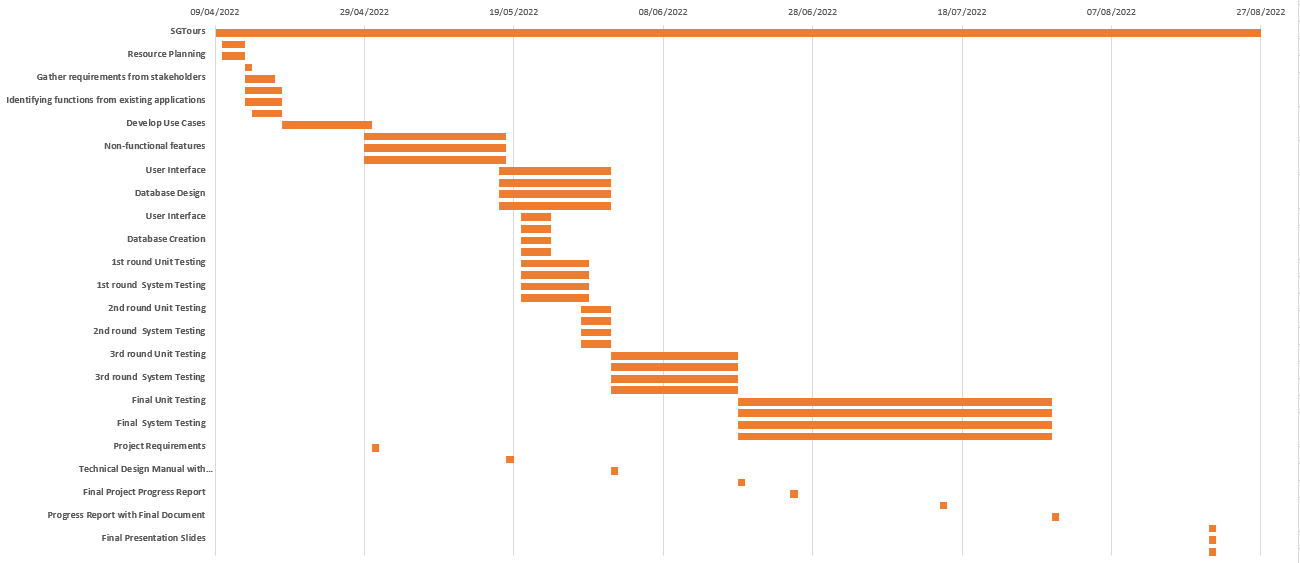 09/04/2022 29/04/2022 19/05/2022 08/06/2022 28/06/2022 18/07/2022 07/08/2022 27/08/2022
SGTours
Resource Planning
Gather requirements from stakeholders
Identifying functions from existing applications
Develop Use Cases
Non-functional features
User Interface
Database Design
User Interface
Database Creation
1st round Unit Testing
1st round  System Testing
2nd round Unit Testing
2nd round  System Testing
3rd round Unit Testing
3rd round  System Testing
Final Unit Testing
Final  System Testing
Project Requirements
Technical Design Manual with...
Final Project Progress Report
Progress Report with Final Document
Final Presentation Slides